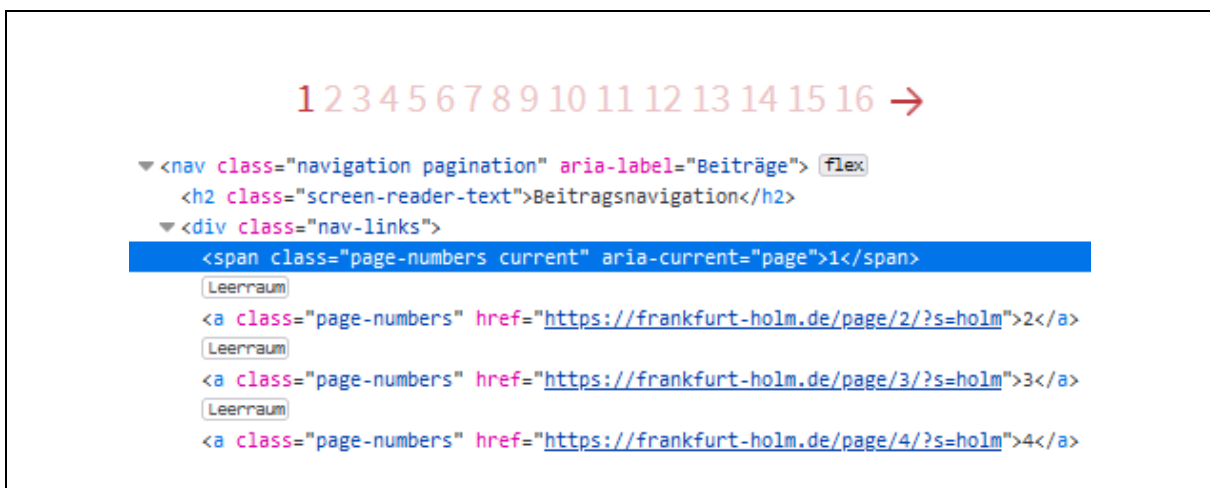 1 2 3 4 5 6 7 8 9 10 11 12 13 14 15 16 →
<nav class="navigation pagination" aria-label="Beiträge"> flex
<h2 class="screen-reader-text">Beitragsnavigation</h2>
<div class="nav-links">
<span class="page-numbers current" aria-current="page">1</span>
Leerraum
<a class="page-numbers" href="https://frankfurt-holm.de/page/2/?s=holm">2</a>
Leerraum
<a class="page-numbers" href="https://frankfurt-holm.de/page/3/?s=holm">3</a>
Leerraum
<a class="page-numbers" href="https://frankfurt-holm.de/page/4/?s=holm">4</a>